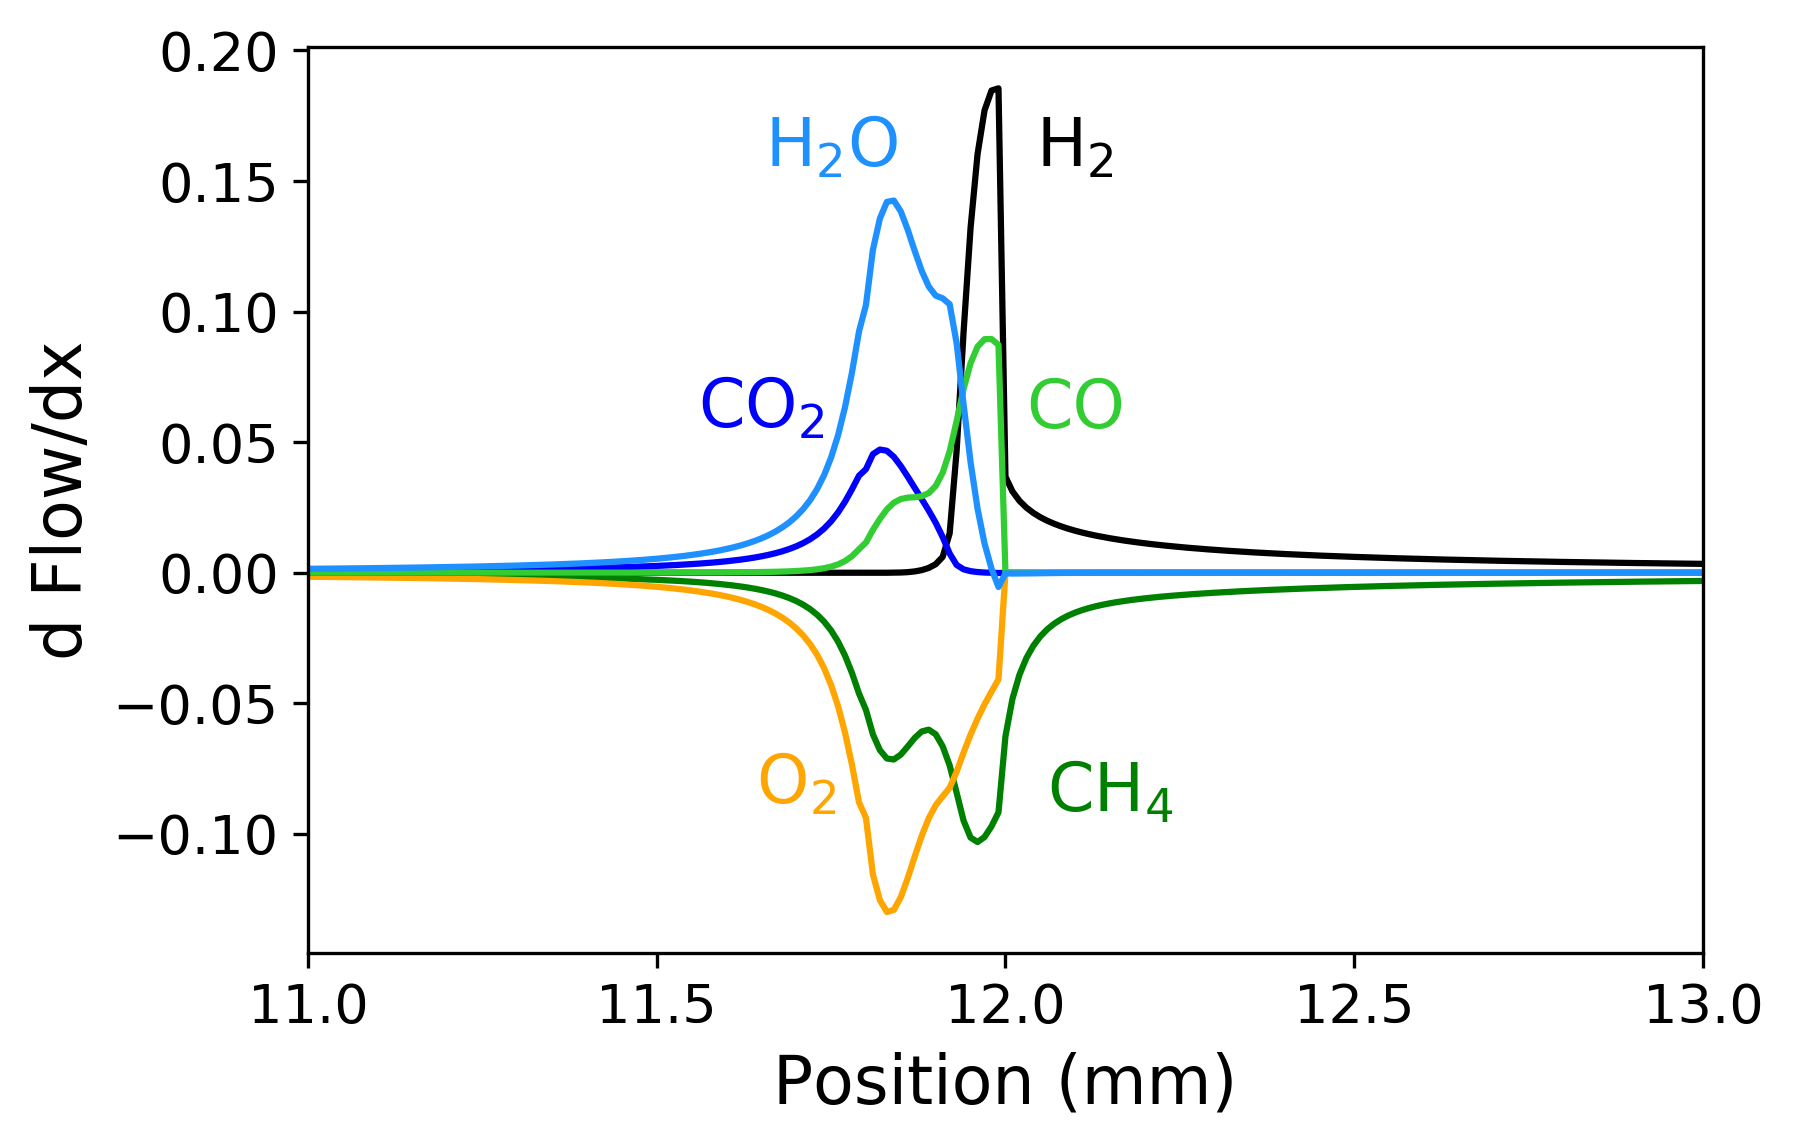 d Flow/dx
0.20
0.15
0.10
0.05
0.00
−0.05
−0.10
H₂O
H₂
CO₂
CO
O₂
CH₄
11.0 11.5 12.0 12.5 13.0
Position (mm)